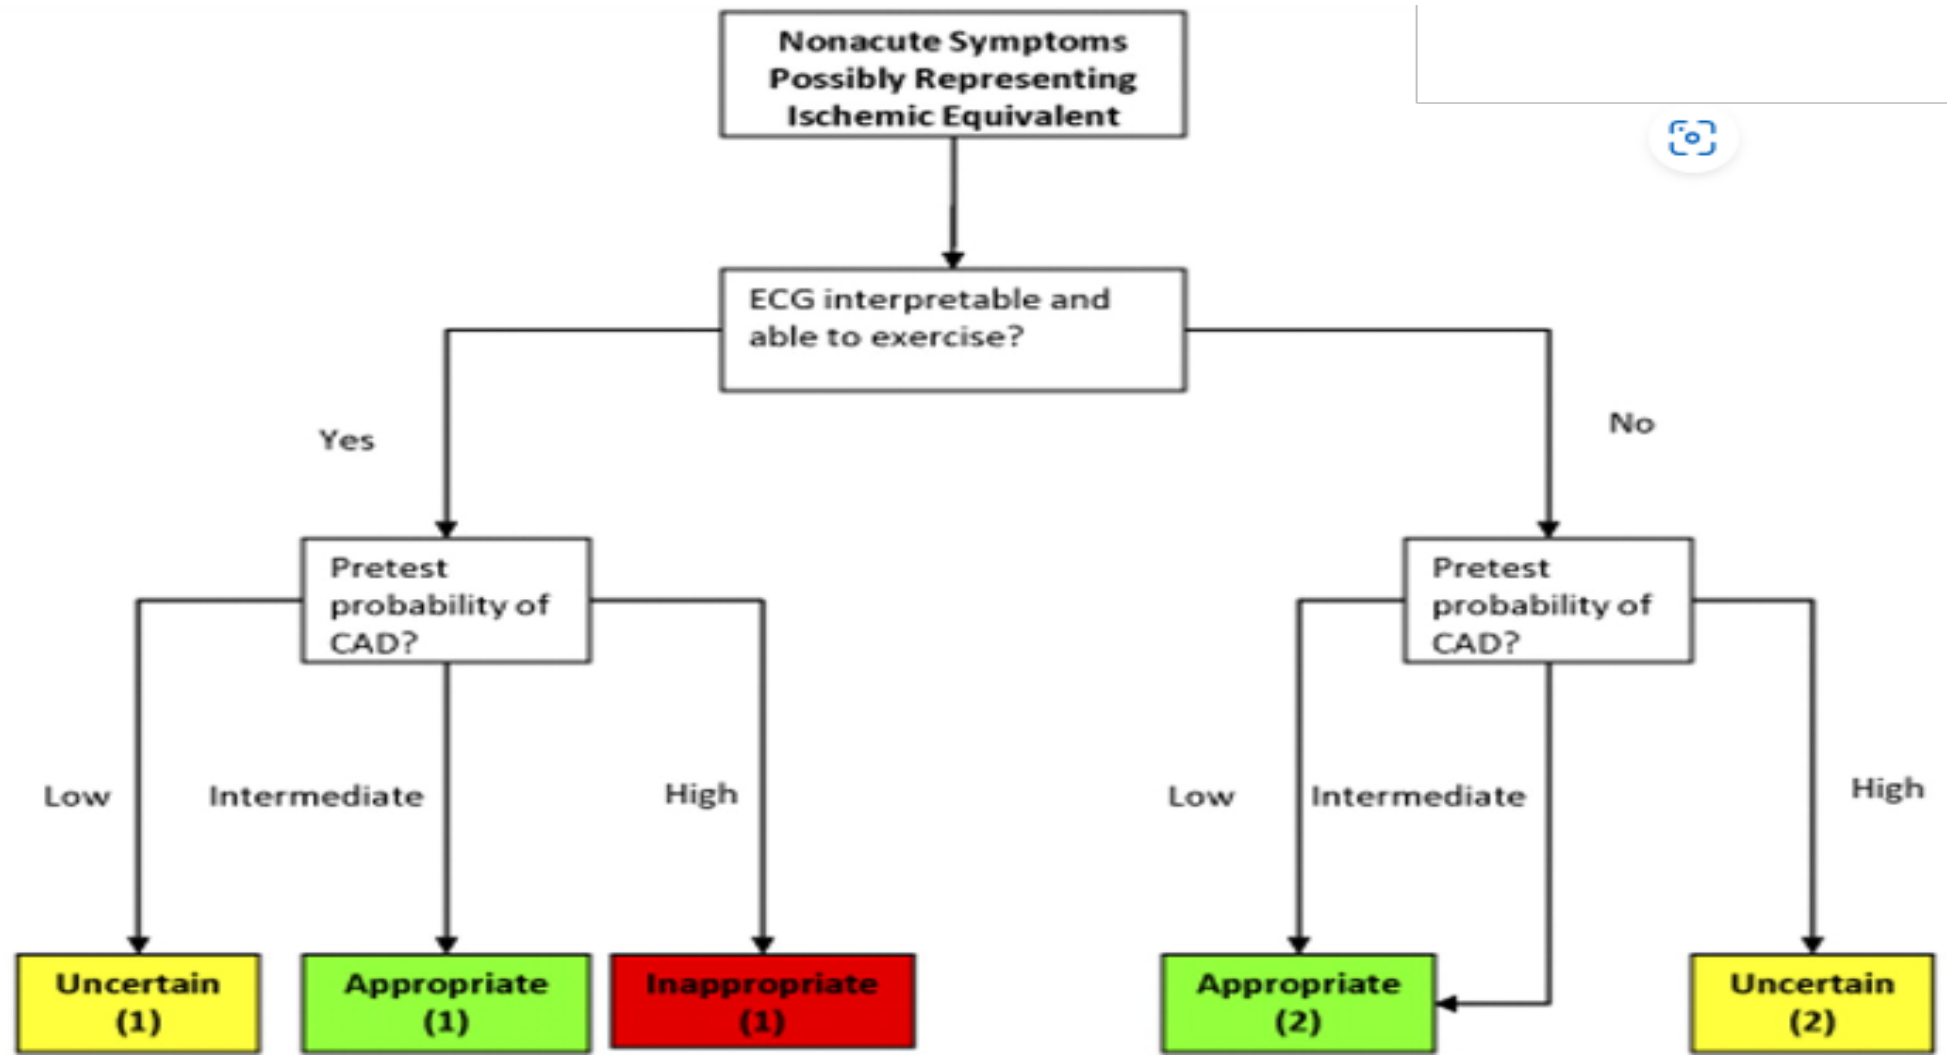 Nonacute Symptoms
Possibly Representing
Ischemic Equivalent
ECG interpretable and
able to exercise?
Yes
No
Pretest
probability of
CAD?
Pretest
probability of
CAD?
Low
Intermediate
High
Low
Intermediate
High
Uncertain
(1)
Appropriate
(1)
Inappropriate
(1)
Appropriate
(2)
Uncertain
(2)